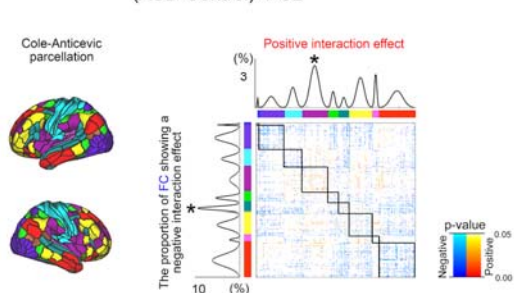 Cole-Anticevic
parcellation
Positive interaction effect
(%)
3
*
The proportion of FC showing a
negative interaction effect
*
10 (%)
p-value
Negative
Positive
0.05
0.00